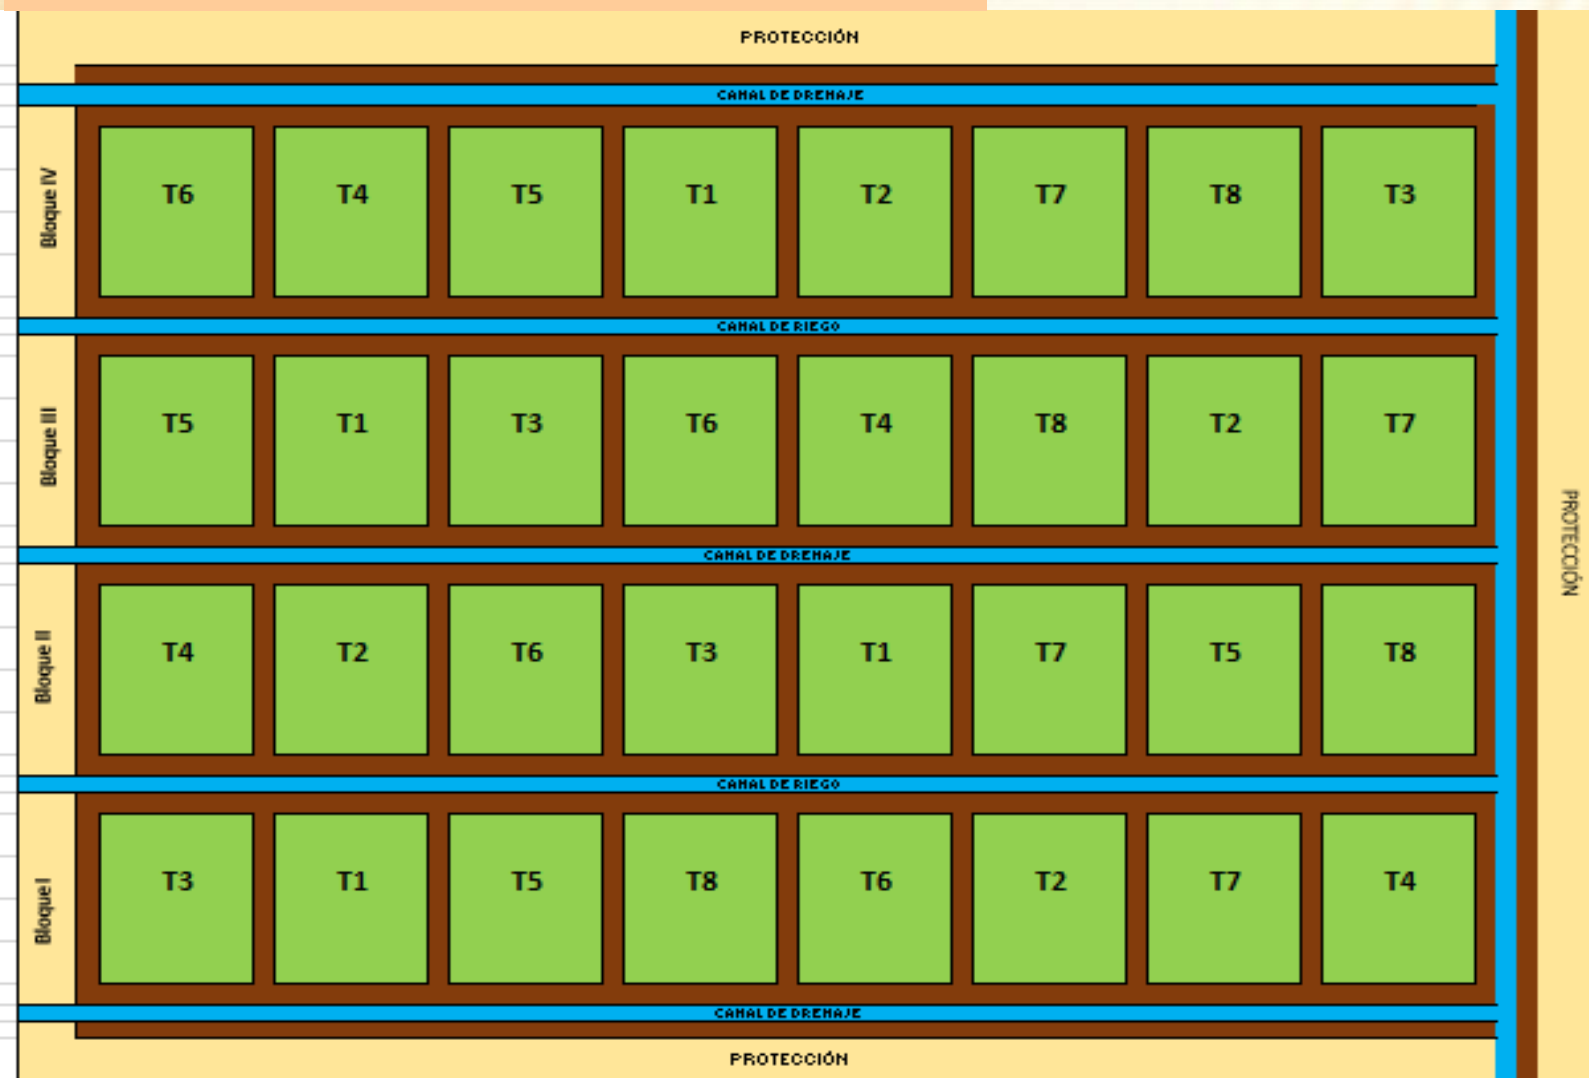 PROTECCIÓN
CANAL DE DRENAJE
Bloque IV
T6 T4 T5 T1 T2 T7 T8 T3
CANAL DE RIEGO
Bloque III
T5 T1 T3 T6 T4 T8 T2 T7
PROTECCIÓN
CANAL DE DRENAJE
Bloque II
T4 T2 T6 T3 T1 T7 T5 T8
CANAL DE RIEGO
Bloque I
T3 T1 T5 T8 T6 T2 T7 T4
CANAL DE DRENAJE
PROTECCIÓN